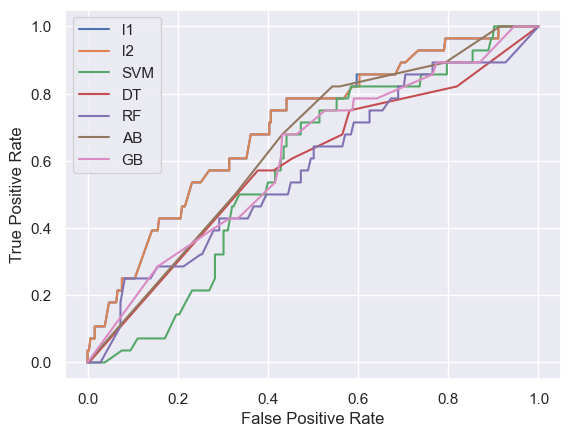 l1
l2
SVM
DT
RF
AB
GB
True Positive Rate
1.0
0.8
0.6
0.4
0.2
0.0
0.0 0.2 0.4 0.6 0.8 1.0
False Positive Rate